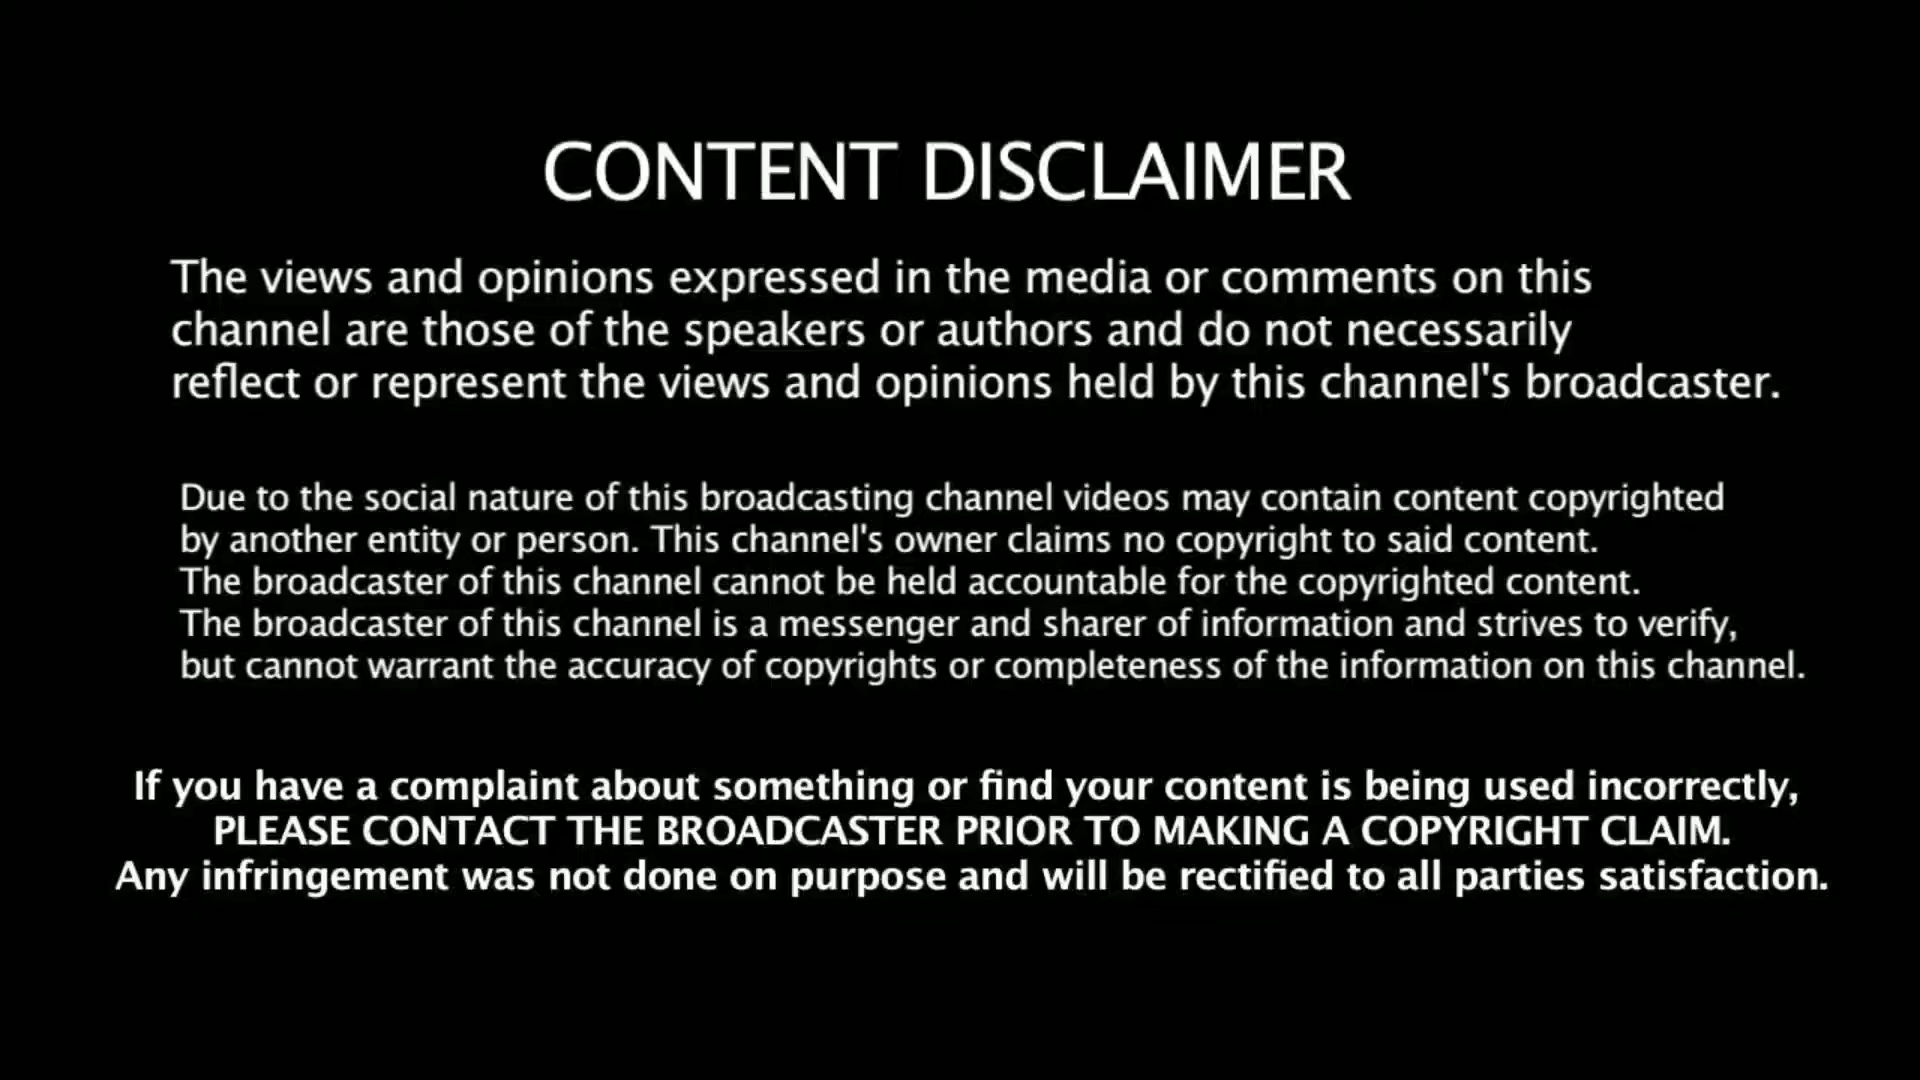 CONTENT DISCLAIMER
The views and opinions expressed in the media or comments on this
channel are those of the speakers or authors and do not necessarily
reflect or represent the views and opinions held by this channel's broadcaster.
Due to the social nature of this broadcasting channel videos may contain content copyrighted
by another entity or person. This channel's owner claims no copyright to said content.
The broadcaster of this channel cannot be held accountable for the copyrighted content.
The broadcaster of this channel is a messenger and sharer of information and strives to verify,
but cannot warrant the accuracy of copyrights or completeness of the information on this channel.
If you have a complaint about something or find your content is being used incorrectly,
PLEASE CONTACT THE BROADCASTER PRIOR TO MAKING A COPYRIGHT CLAIM.
Any infringement was not done on purpose and will be rectified to all parties satisfaction.